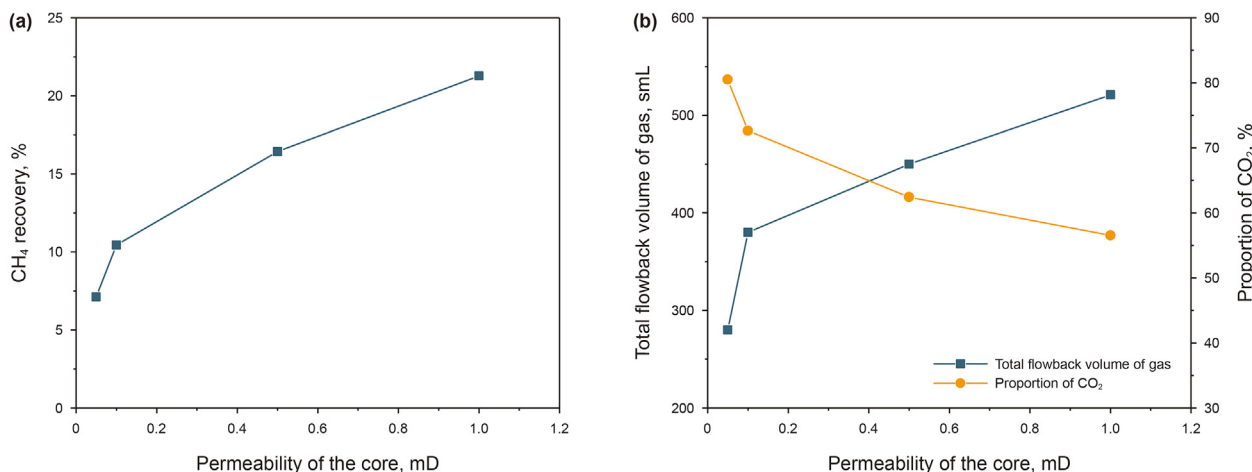 (a)
25
20
15
10
5
0
CH₄ recovery, %
0 0.2 0.4 0.6 0.8 1.0 1.2
Permeability of the core, mD
(b)
600
500
400
300
200
Total flowback volume of gas, smL
90
80
70
60
50
40
30
Proportion of CO₂, %
Total flowback volume of gas
Proportion of CO₂
0 0.2 0.4 0.6 0.8 1.0 1.2
Permeability of the core, mD